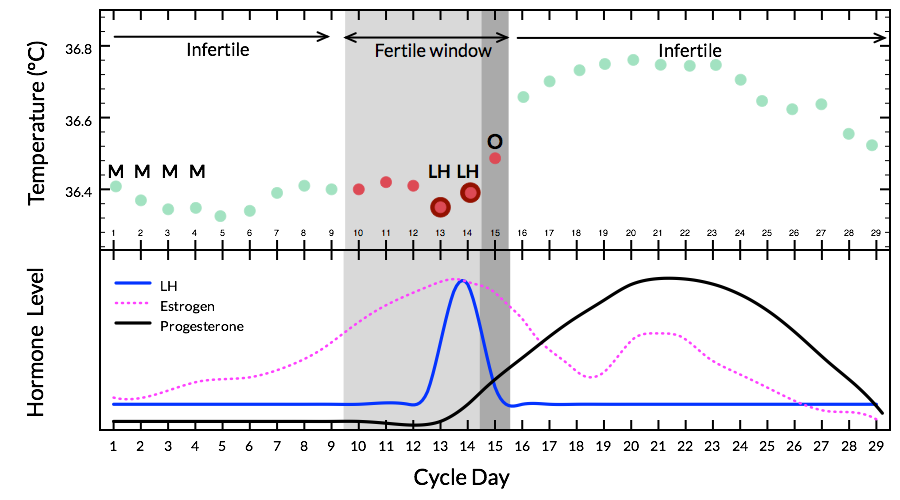 36.8
36.6
36.4
Temperature (°C)
Infertile
Fertile window
Infertile
M M M M
LH LH
O
1 2 3 4 5 6 7 8 9 10 11 12 13 14 15 16 17 18 19 20 21 22 23 24 25 26 27 28 29
Hormone Level
LH
Estrogen
Progesterone
1 2 3 4 5 6 7 8 9 10 11 12 13 14 15 16 17 18 19 20 21 22 23 24 25 26 27 28 29
Cycle Day